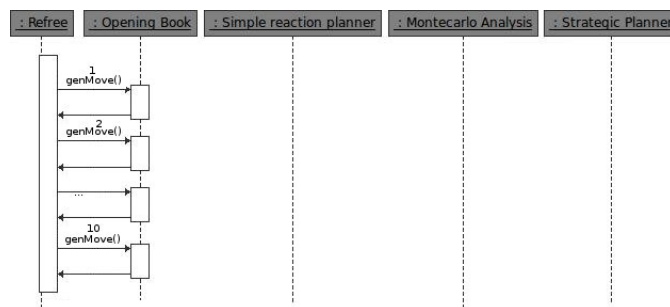 : Refree
: Opening Book
: Simple reaction planner
: Montecarlo Analysis
: Strategic Planner
1
genMove()
2
genMove()
...
10
genMove()